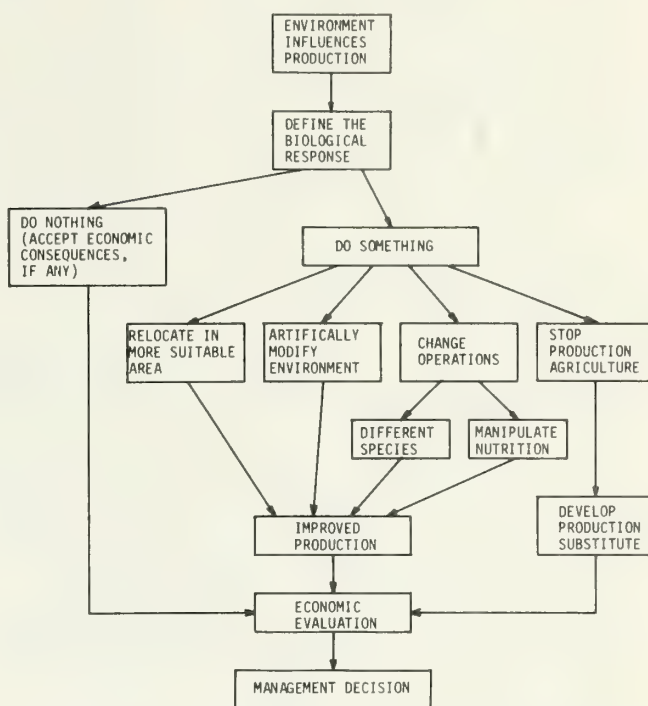 ENVIRONMENT
INFLUENCES
PRODUCTION
DEFINE THE
BIOLOGICAL
RESPONSE
DO NOTHING
(ACCEPT ECONOMIC
CONSEQUENCES,
IF ANY)
DO SOMETHING
RELOCATE IN
MORE SUITABLE
AREA
ARTIFICALLY
MODIFY
ENVIRONMENT
CHANGE
OPERATIONS
STOP
PRODUCTION
AGRICULTURE
DIFFERENT
SPECIES
MANIPULATE
NUTRITION
IMPROVED
PRODUCTION
DEVELOP
PRODUCTION
SUBSTITUTE
ECONOMIC
EVALUATION
MANAGEMENT DECISION